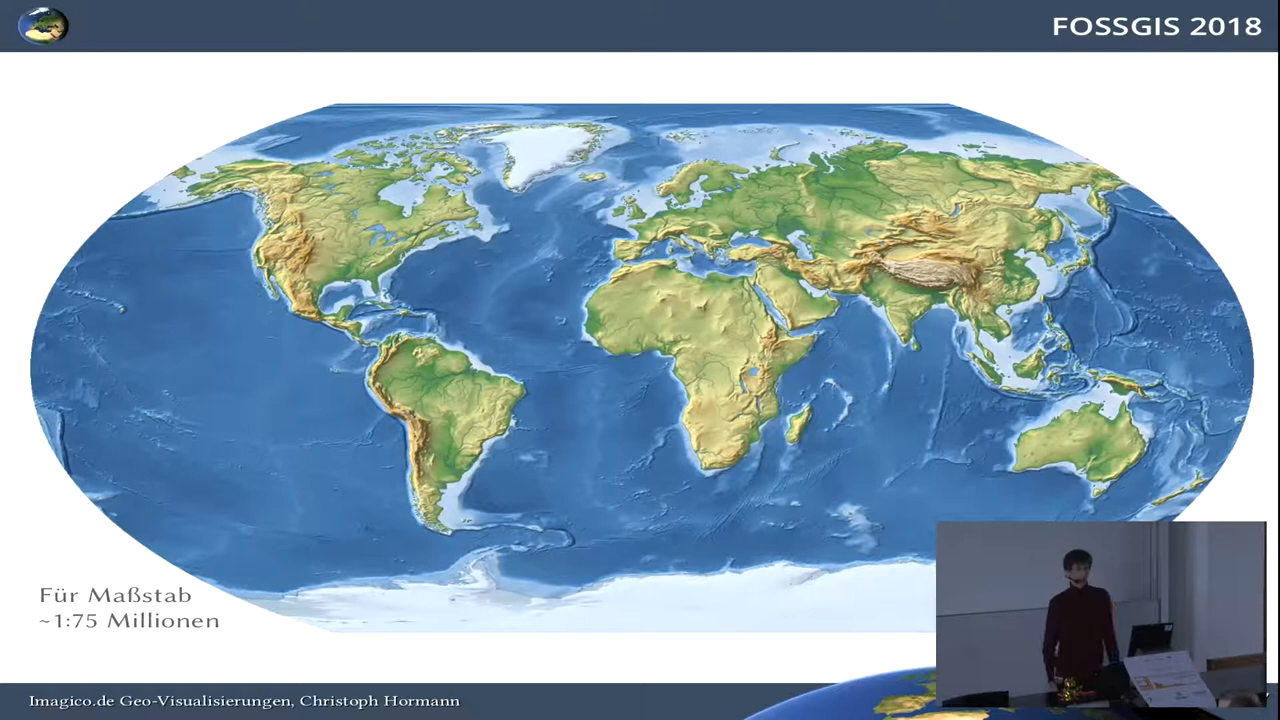 FOSSGIS 2018
Für Maßstab
~1:75 Millionen
Imagico.de Geo-Visualisierungen, Christoph Hormann